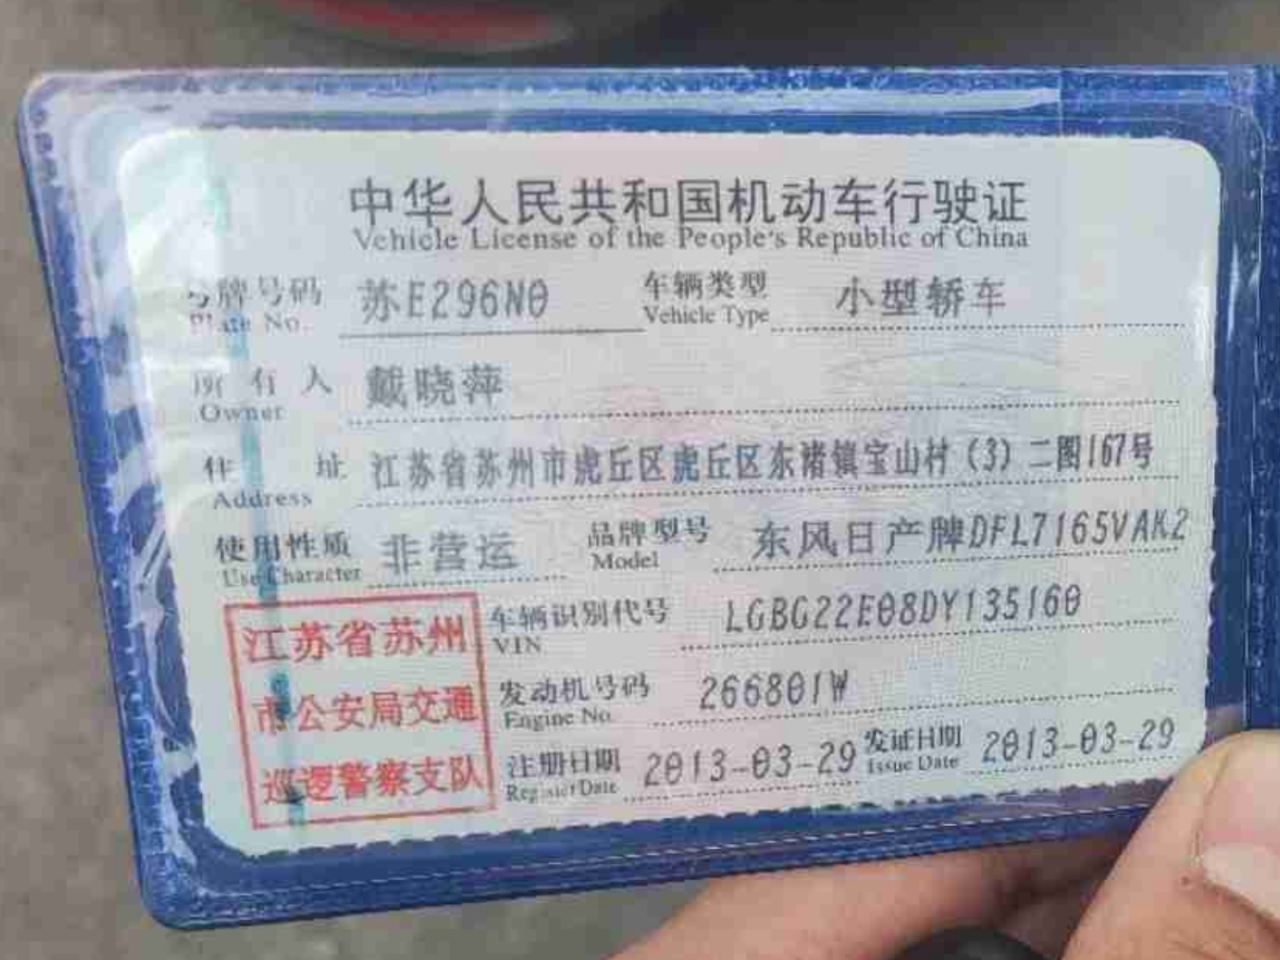 中华人民共和国机动车行驶证
Vehicle License of the People's Republic of China
号牌号码 苏E296N0 车辆类型 小型轿车
Plate No. Vehicle Type
所有人 戴晓萍
Owner
住址 江苏省苏州市虎丘区虎丘区东渚镇宝山村(3)二图167号
Address
使用性质 非营运 品牌型号 东风日产牌DFL7165VAK2
Use Character Model
江苏省苏州
市公安局交通
巡逻警察支队
车辆识别代号 LGBG22E08DY135160
VIN
发动机号码 266801W
Engine No.
注册日期 2013-03-29 发证日期 2013-03-29
Register Date Issue Date